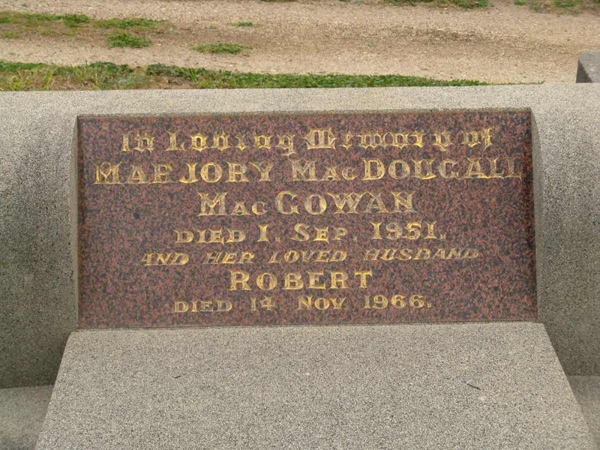 In Loving Memory of
MARJORY MACDOUGALL
MACGOWAN
DIED 1. SEP. 1951.
AND HER LOVED HUSBAND
ROBERT
DIED 14 NOV. 1966.